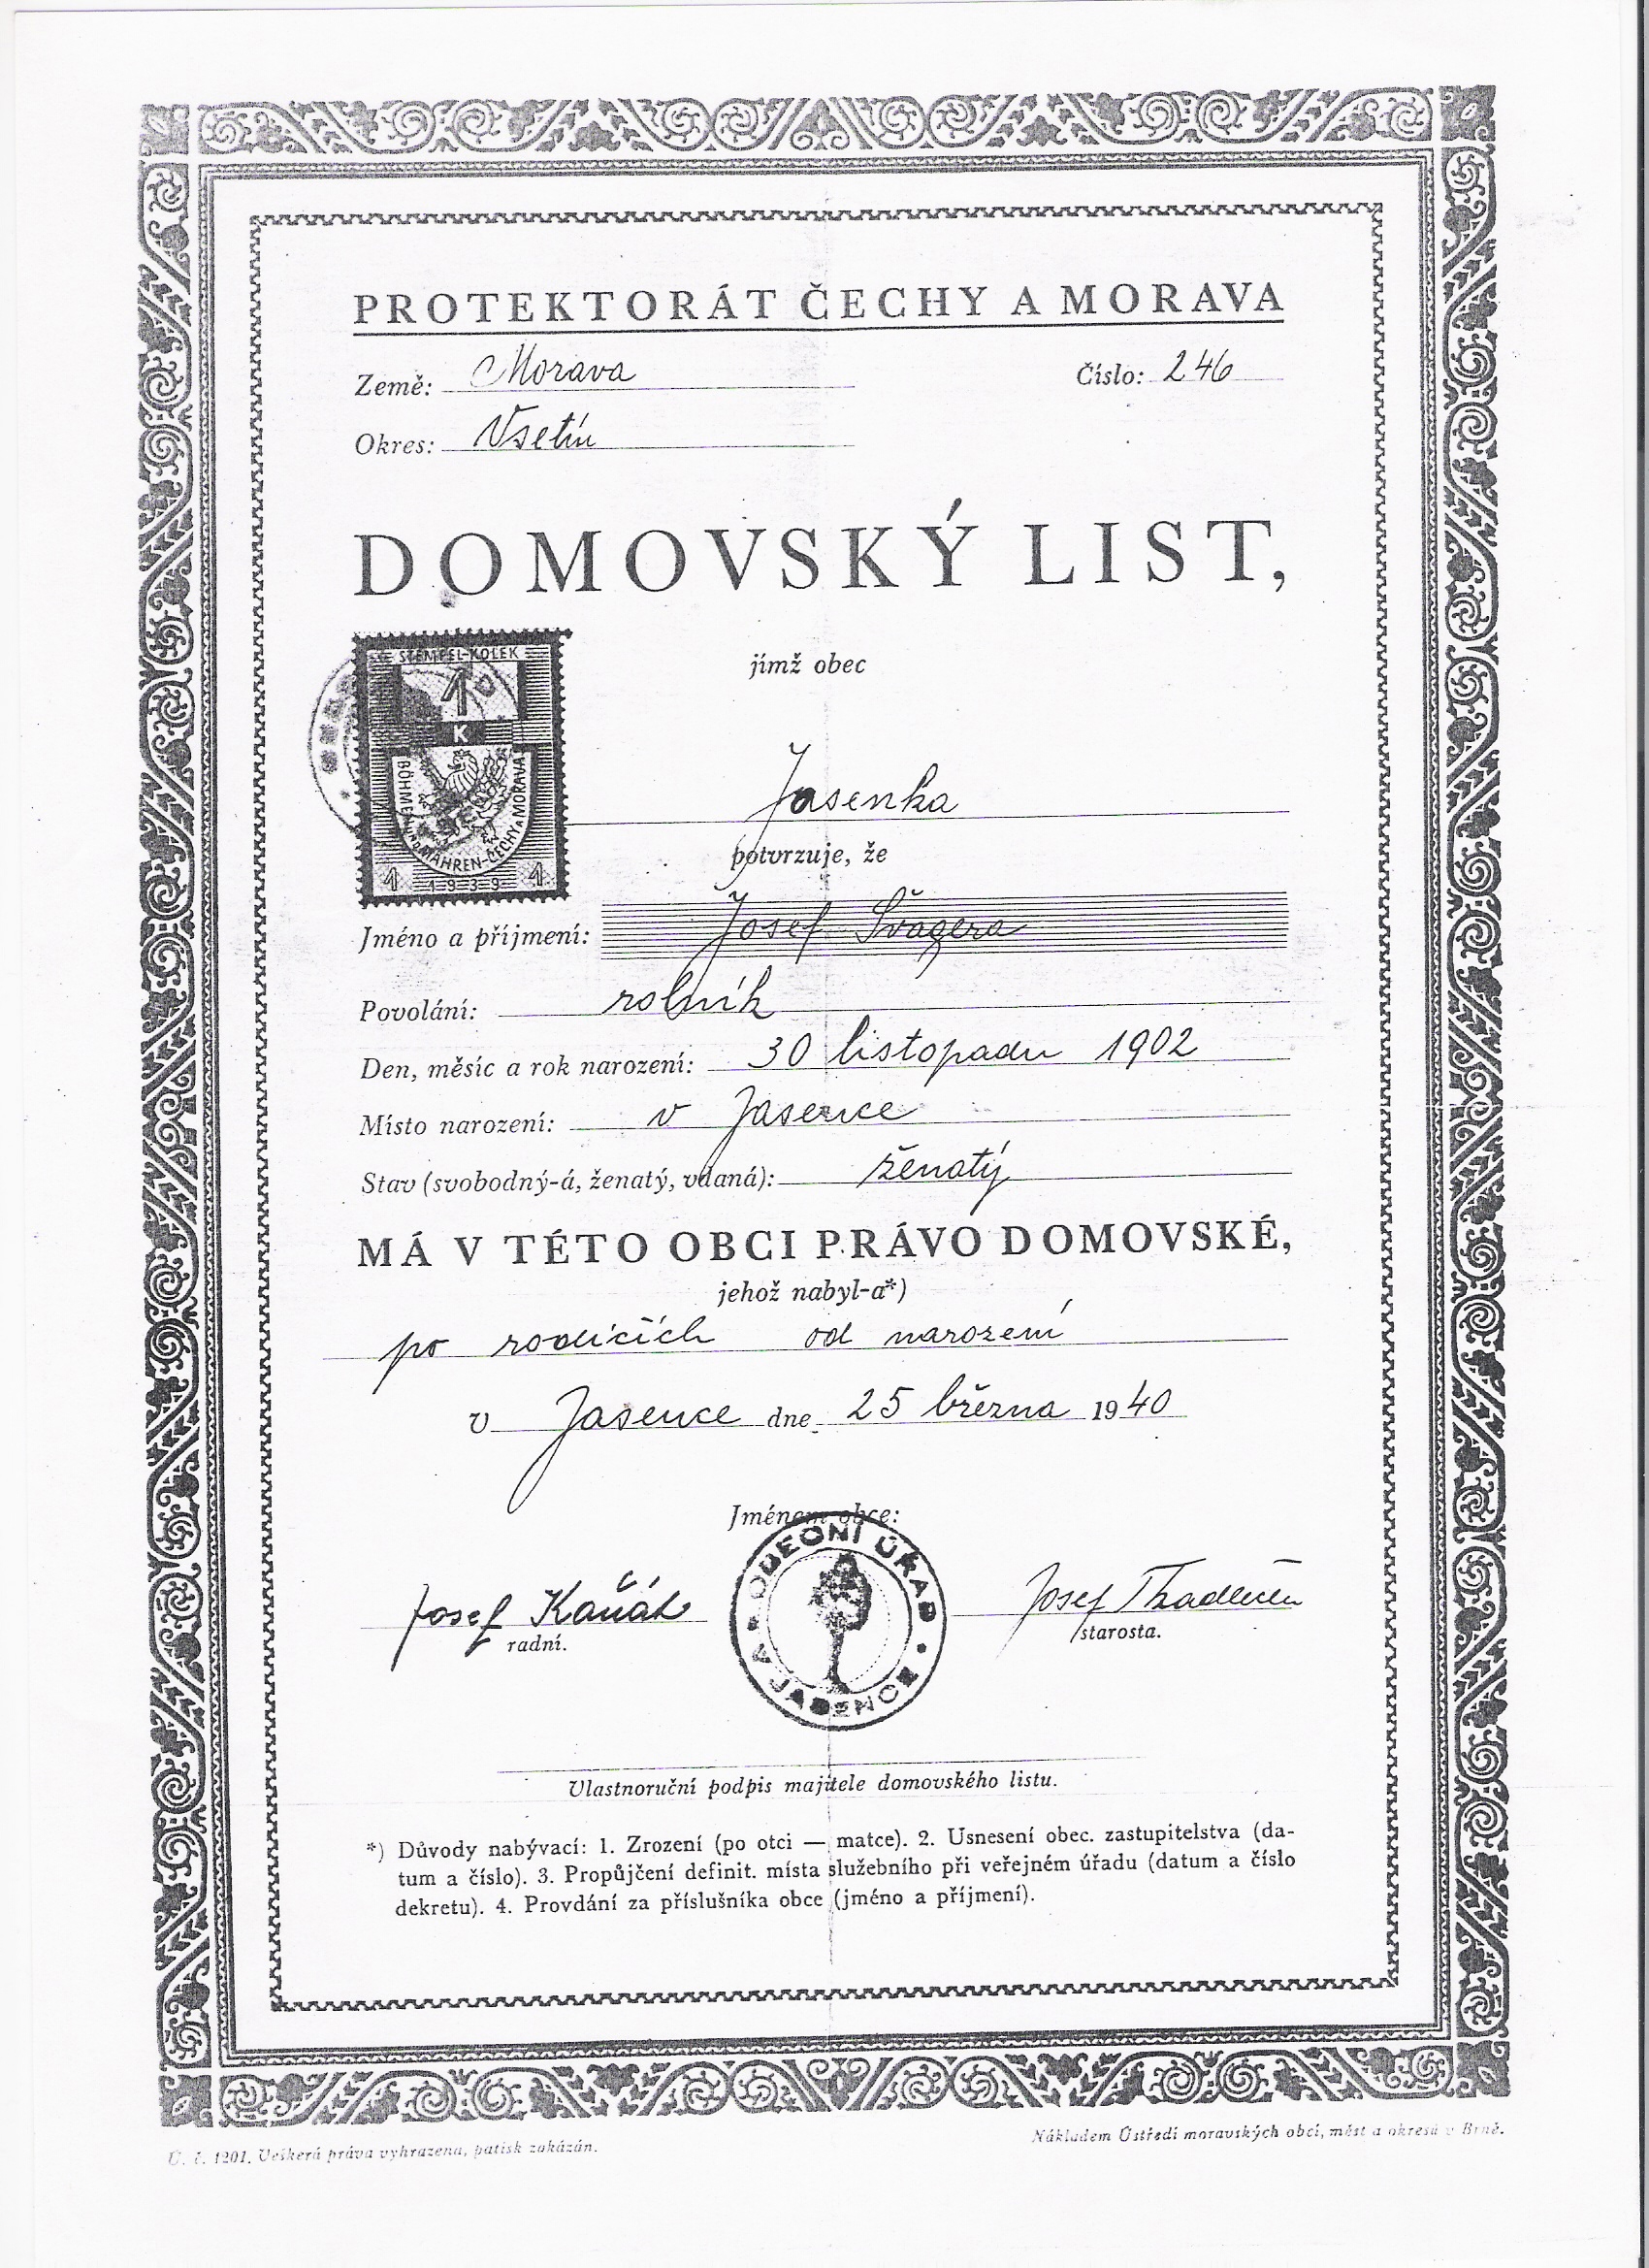 PROTEKTORÁT ČECHY A MORAVA
Země: Morava Číslo: 246
Okres: Vsetín
DOMOVSKÝ LIST,
STEMPEL-KOLEK
1
K
BÖHMEN UND MÄHREN-ČECHY A MORAVA
1 1939 1
jímž obec
Jasenka
potvrzuje, že
Jméno a příjmení: Josef Švagera
Povolání: rolník
Den, měsíc a rok narození: 30 listopadu 1902
Místo narození: v Jasence
Stav (svobodný-á, ženatý, vdaná): ženatý
MÁ V TÉTO OBCI PRÁVO DOMOVSKÉ,
jehož nabyl-a*)
po rodičích od narození
v Jasence dne 25 března 1940
Jménem obce:
OBECNÍ ÚŘAD
Josef Kaňák Josef
radní. starosta.
V JASENCE
Vlastnoruční podpis majitele domovského listu.
*) Důvody nabývací: 1. Zrození (po otci — matce). 2. Usnesení obec. zastupitelstva (da-
tum a číslo). 3. Propůjčení definit. místa služebního při veřejném úřadu (datum a číslo
dekretu). 4. Provdání za příslušníka obce (jméno a příjmení).
Ú. č. 1201. Veškerá práva vyhrazena, patisk zakázán.
Nákladem Ústředí moravských obcí, měst a okresů v Brně.